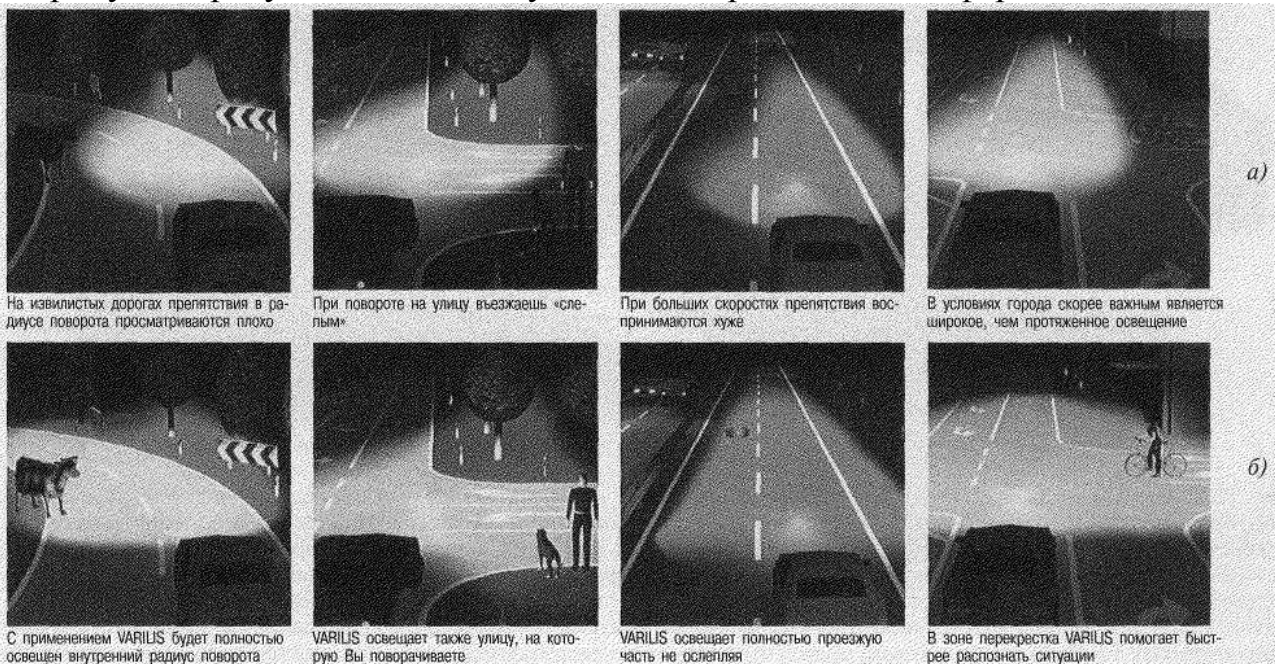 На извилистых дорогах препятствия в ра-
диусе поворота просматриваются плохо
При повороте на улицу въезжаешь «сле-
пым»
При больших скоростях препятствия вос-
принимаются хуже
В условиях города скорее важным является
широкое, чем протяженное освещение
а)
С применением VARILIS будет полностью
освещен внутренний радиус поворота
VARILIS освещает также улицу, на кото-
рую Вы поворачиваете
VARILIS освещает полностью проезжую
часть не ослепляя
В зоне перекрестка VARILIS помогает быст-
рее распознать ситуации
б)